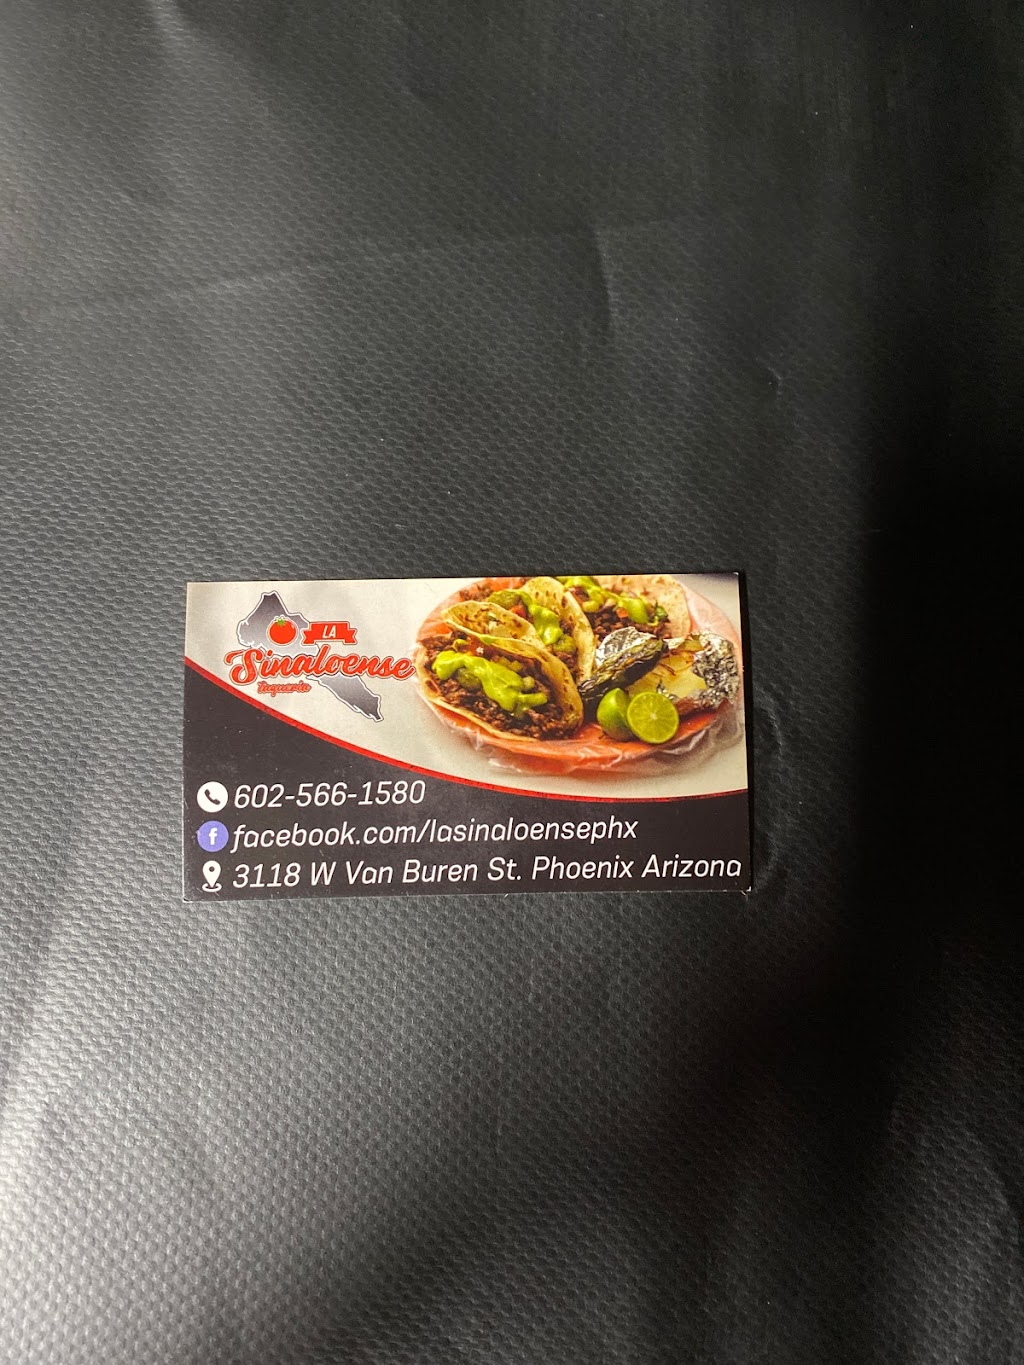 LA
Sinaloense
taqueria
602-566-1580
f facebook.com/lasinaloensephx
3118 W Van Buren St. Phoenix Arizona